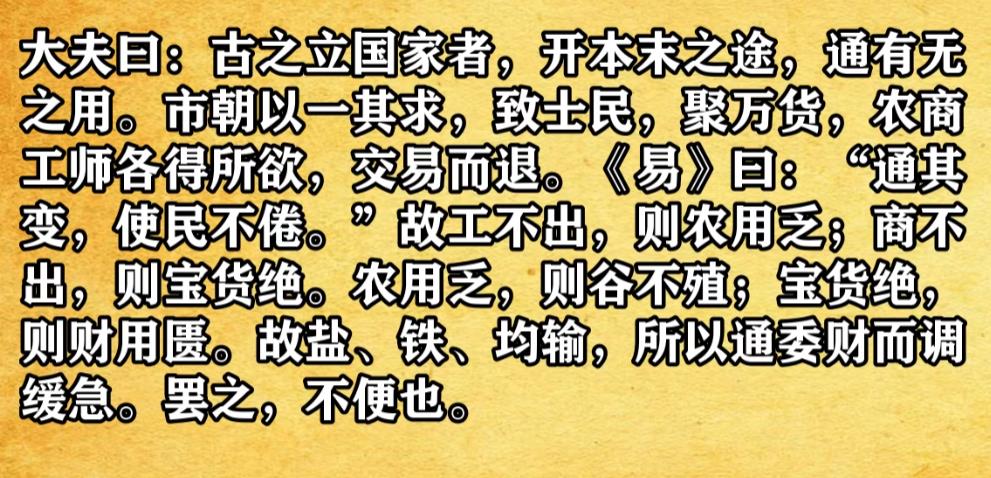 大夫曰：古之立国家者，开本末之途，通有无
之用。市朝以一其求，致士民，聚万货，农商
工师各得所欲，交易而退。《易》曰：“通其
变，使民不倦。”故工不出，则农用乏；商不
出，则宝货绝。农用乏，则谷不殖；宝货绝，
则财用匮。故盐、铁、均输，所以通委财而调
缓急。罢之，不便也。